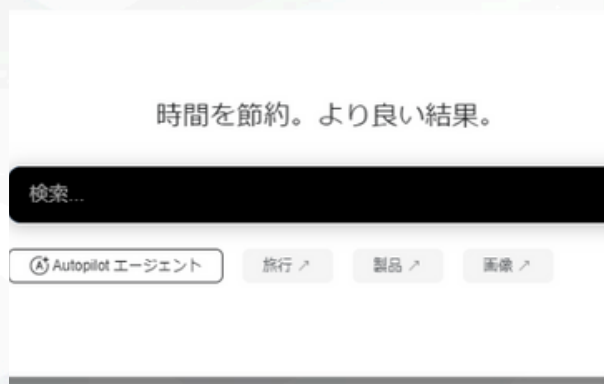 時間を節約。より良い結果。
検索...
Autopilot エージェント 旅行 ↗ 製品 ↗ 画像 ↗